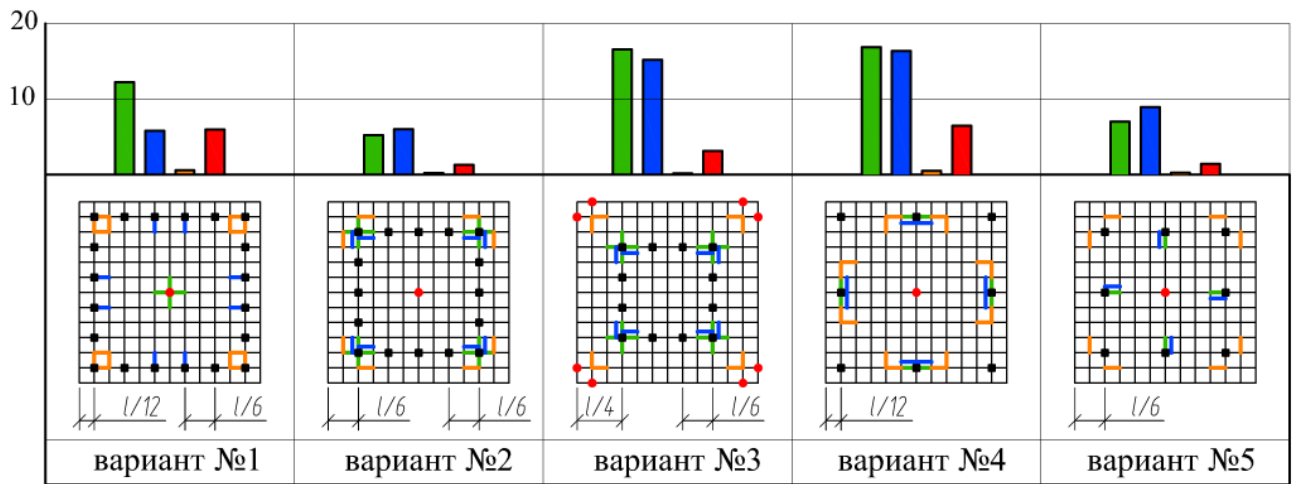 20
10
l/12 l/6
l/6 l/6
l/4 l/6
l/12
l/6
вариант №1
вариант №2
вариант №3
вариант №4
вариант №5